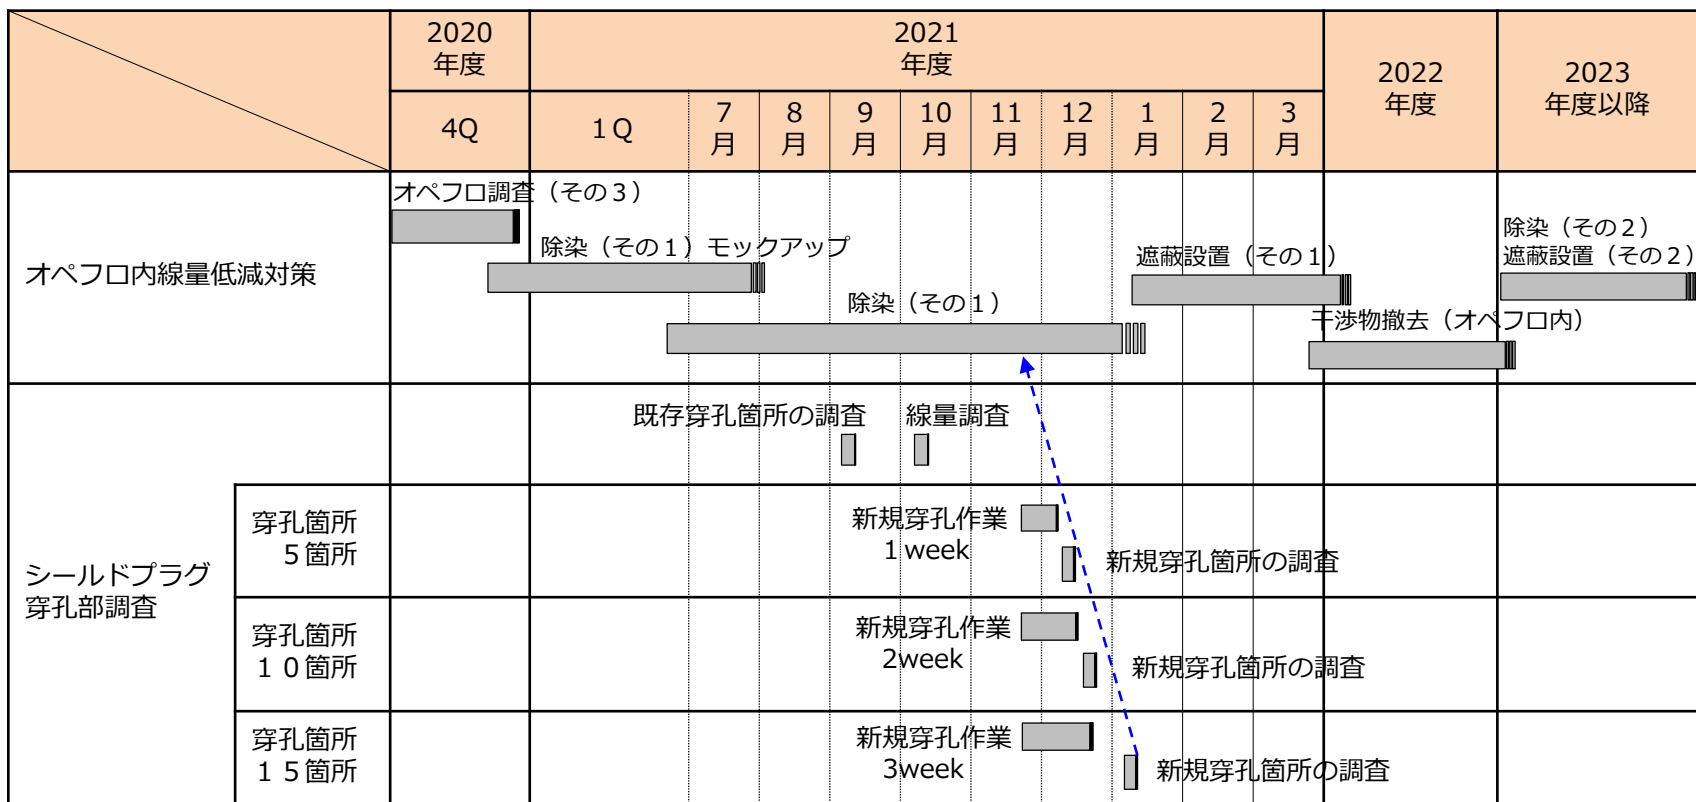 2020
年度
2021
年度
2022
年度
2023
年度以降
4Q
1Q
7
月
8
月
9
月
10
月
11
月
12
月
1
月
2
月
3
月
オペフロ内線量低減対策
オペフロ調査（その３）
除染（その１）モックアップ
除染（その１）
遮蔽設置（その１）
干渉物撤去（オペフロ内）
除染（その２）
遮蔽設置（その２）
シールドプラグ
穿孔部調査
既存穿孔箇所の調査
線量調査
穿孔箇所
５箇所
新規穿孔作業
１week
新規穿孔箇所の調査
穿孔箇所
１０箇所
新規穿孔作業
2week
新規穿孔箇所の調査
穿孔箇所
１５箇所
新規穿孔作業
3week
新規穿孔箇所の調査